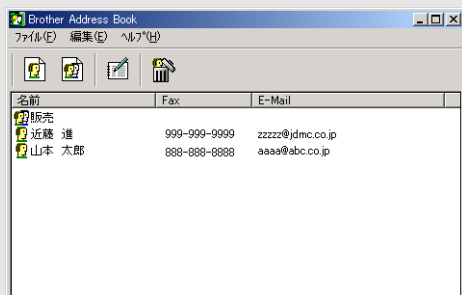 Brother Address Book
ファイル(F) 編集(E) ヘルプ(H)
名前 Fax E-Mail
販売
近藤 進 999-999-9999 zzzzz@jdmc.co.jp
山本 太郎 888-888-8888 aaaa@abc.co.jp